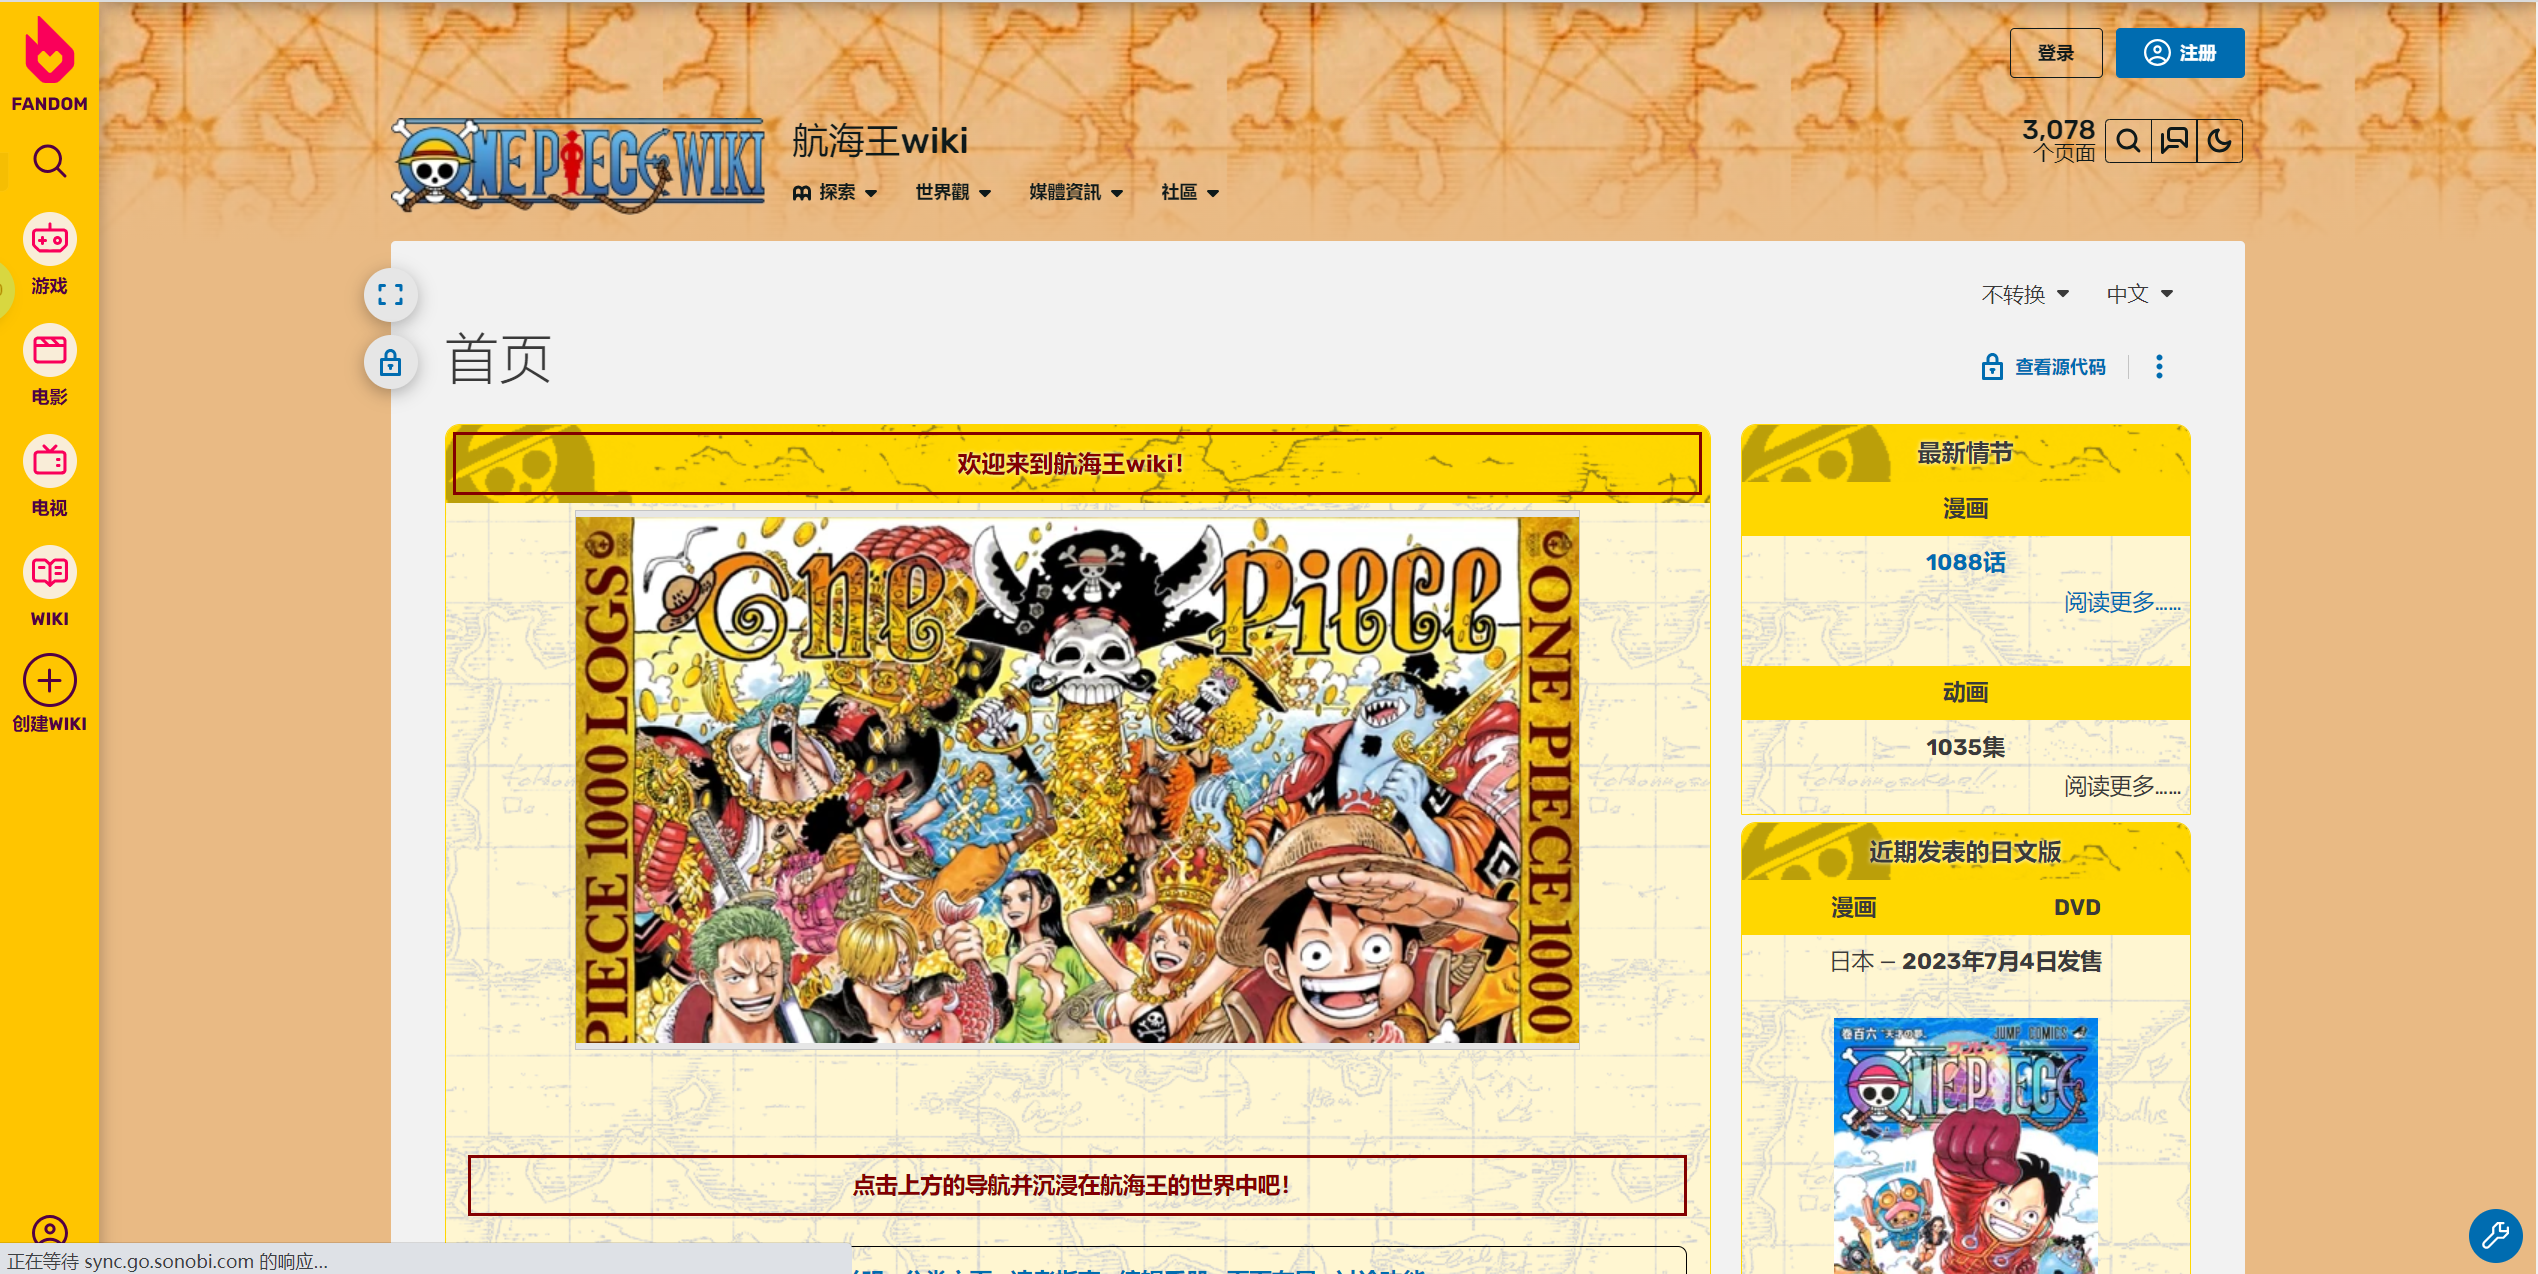 FANDOM
游戏
电影
电视
WIKI
创建WIKI
登录
注册
ONE PIECE WIKI
航海王wiki
3,078
个页面
探索
世界觀
媒體資訊
社區
不转换
中文
首页
查看源代码
欢迎来到航海王wiki！
One Piece
PIECE 1000 LOGS
ONE PIECE 1000
点击上方的导航并沉浸在航海王的世界中吧！
最新情节
漫画
1088话
阅读更多……
动画
1035集
阅读更多……
近期发表的日文版
漫画
DVD
日本 – 2023年7月4日发售
巻百六
JUMP COMICS
ONE PIECE
正在等待 sync.go.sonobi.com 的响应...